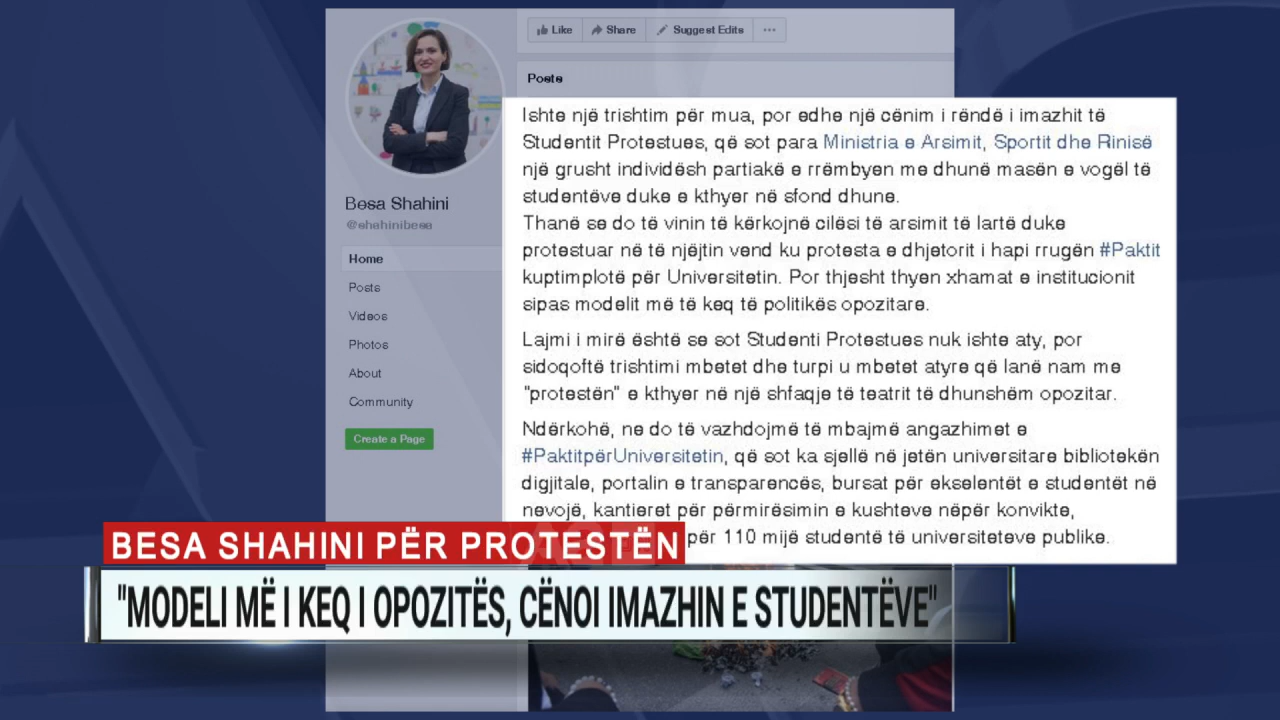 Like Share Suggest Edits ...
Posts
Besa Shahini
@shahinibesa
Home
Posts
Videos
Photos
About
Community
Create a Page
Ishte një trishtim për mua, por edhe një cënim i rëndë i imazhit të
Studentit Protestues, që sot para Ministria e Arsimit, Sportit dhe Rinisë
një grusht individësh partiakë e rrëmbyen me dhunë masën e vogël të
studentëve duke e kthyer në sfond dhune.
Thanë se do të vinin të kërkojnë cilësi të arsimit të lartë duke
protestuar në të njëjtin vend ku protesta e dhjetorit i hapi rrugën #Paktit
kuptimplotë për Universitetin. Por thjesht thyen xhamat e institucionit
sipas modelit më të keq të politikës opozitare.
Lajmi i mirë është se sot Studenti Protestues nuk ishte aty, por
sidoqoftë trishtimi mbetet dhe turpi u mbetet atyre që lanë nam me
"protestën" e kthyer në një shfaqje të teatrit të dhunshëm opozitar.
Ndërkohë, ne do të vazhdojmë të mbajmë angazhimet e
#PaktitpërUniversitetin, që sot ka sjellë në jetën universitare bibliotekën
digjitale, portalin e transparencës, bursat për ekselentët e studentët në
nevojë, kantieret për përmirësimin e kushteve nëpër konvikte,
për 110 mijë studentë të universiteteve publike.
BESA SHAHINI PËR PROTESTËN
"MODELI MË I KEQ I OPOZITËS, CËNOI IMAZHIN E STUDENTËVE"